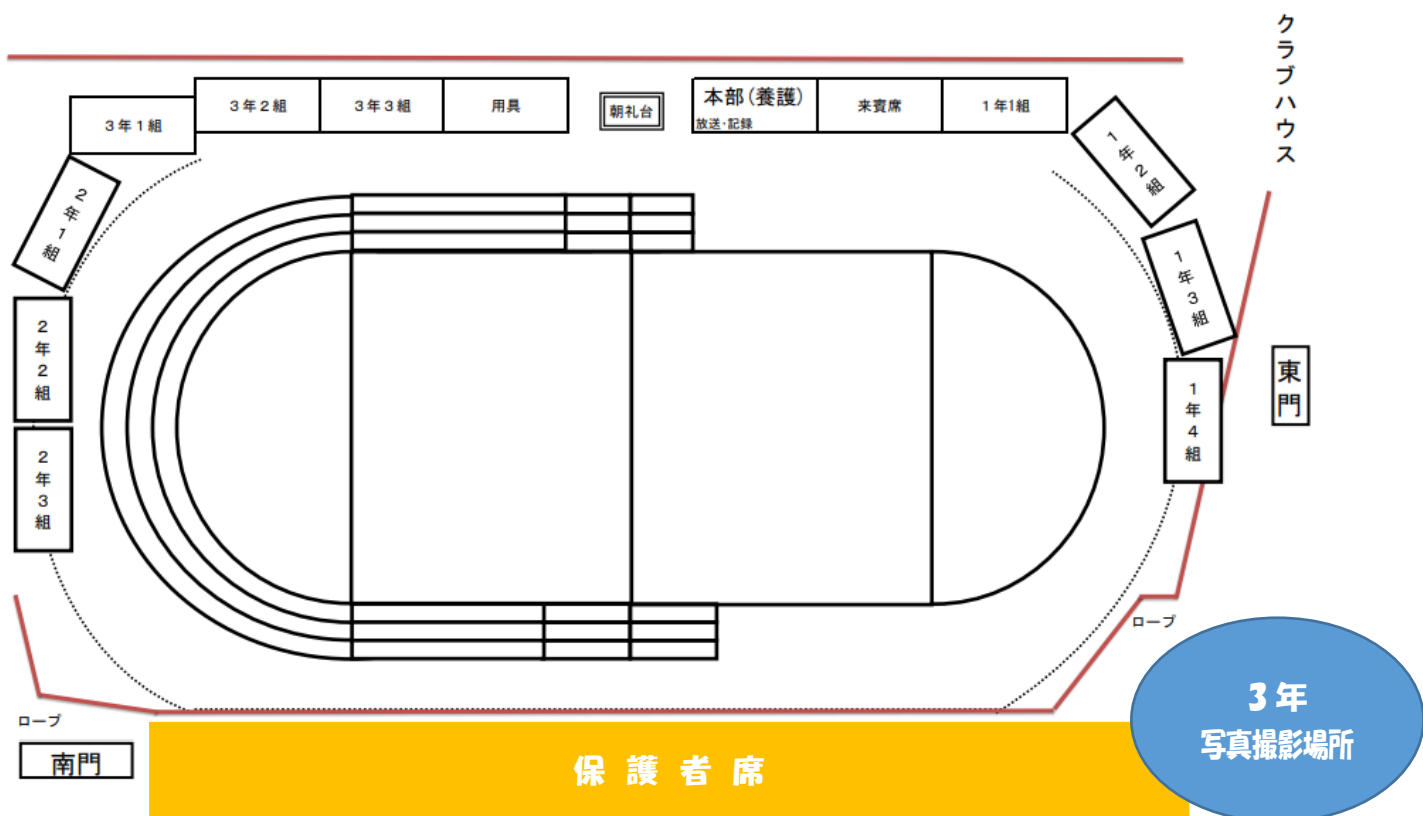 クラブハウス
3年1組
3年2組
3年3組
用具
朝礼台
本部(養護)
放送・記録
来賓席
1年1組
1年2組
1年3組
1年4組
2年1組
2年2組
2年3組
東門
ロープ
ロープ
南門
保護者席
3年
写真撮影場所